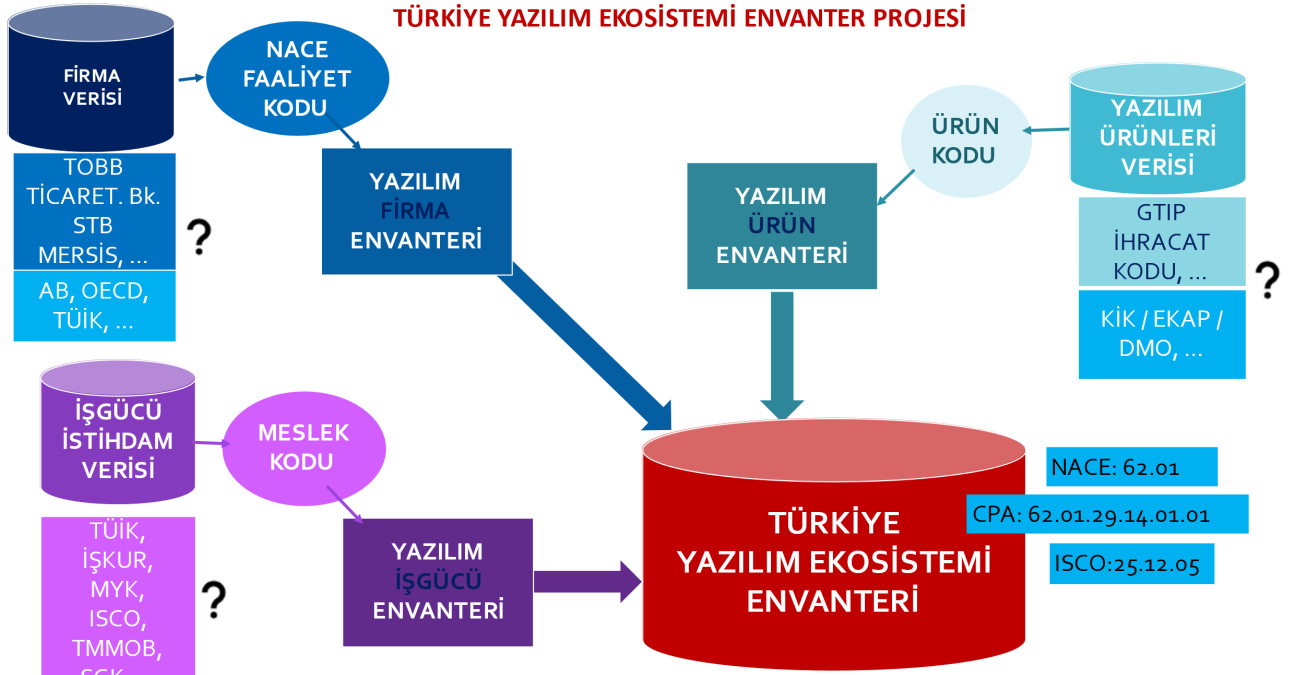 TÜRKİYE YAZILIM EKOSİSTEMİ ENVANTER PROJESİ
FİRMA
VERİSİ
NACE
FAALİYET
KODU
TOBB
TİCARET. Bk.
STB
MERSİS, ...
?
AB, OECD,
TÜİK, ...
YAZILIM
FİRMA
ENVANTERİ
YAZILIM
ÜRÜN
ENVANTERİ
ÜRÜN
KODU
YAZILIM
ÜRÜNLERİ
VERİSİ
GTIP
İHRACAT
KODU, ...
?
KİK / EKAP /
DMO, ...
İŞGÜCÜ
İSTİHDAM
VERİSİ
MESLEK
KODU
TÜİK,
İŞKUR,
MYK,
ISCO,
TMMOB,
?
YAZILIM
İŞGÜCÜ
ENVANTERİ
TÜRKİYE
YAZILIM EKOSİSTEMİ
ENVANTERİ
NACE: 62.01
CPA: 62.01.29.14.01.01
ISCO:25.12.05